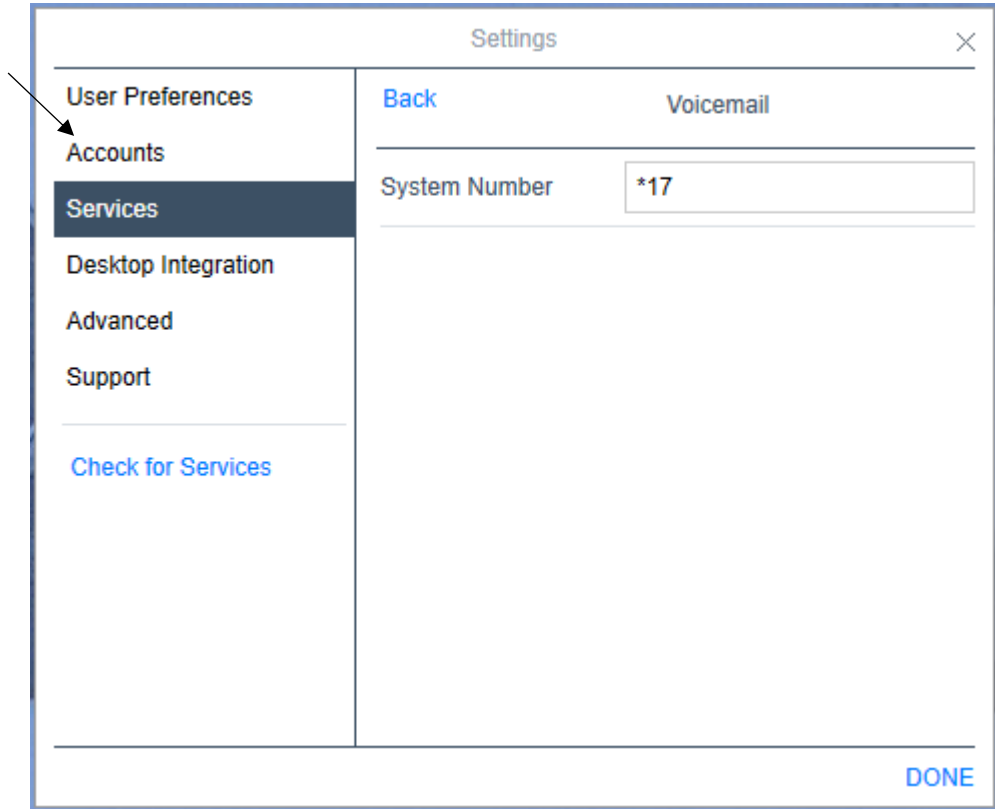 Settings
User Preferences
Accounts
Services
Desktop Integration
Advanced
Support
Check for Services
Back
Voicemail
System Number
*17
DONE